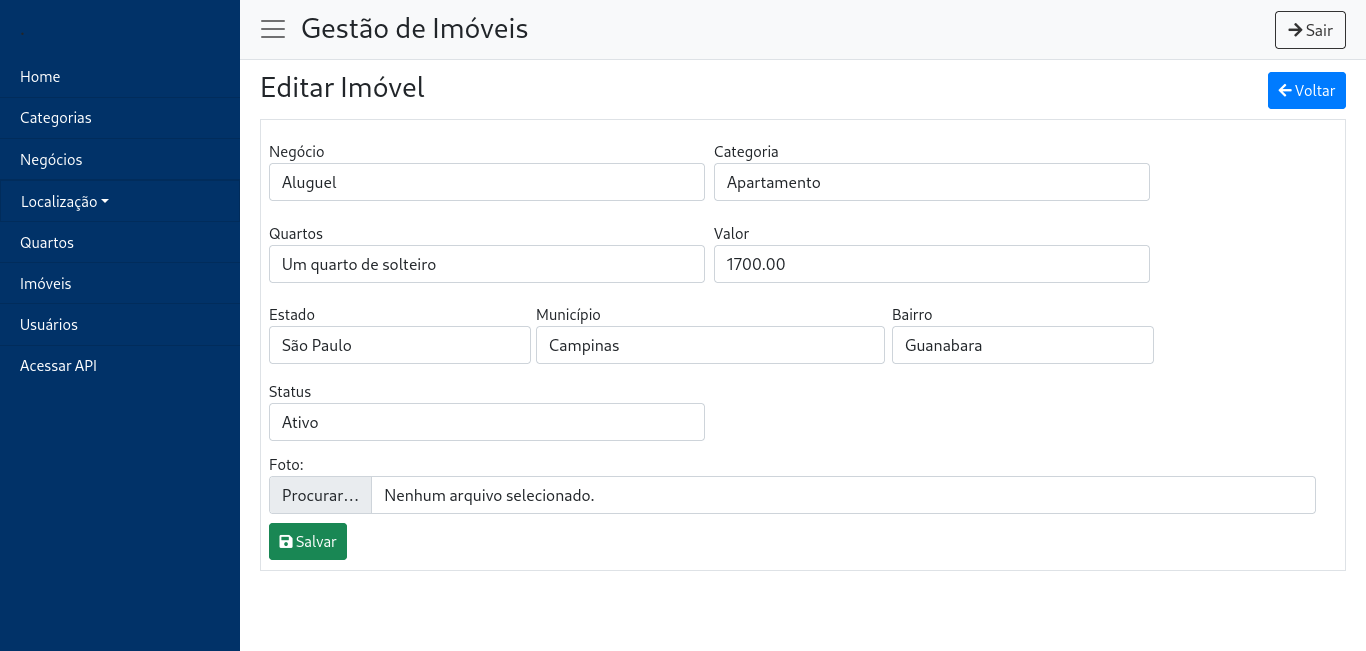 Gestão de Imóveis
Sair
Home
Categorias
Negócios
Localização
Quartos
Imóveis
Usuários
Acessar API
Editar Imóvel
Voltar
Negócio
Categoria
Aluguel
Apartamento
Quartos
Valor
Um quarto de solteiro
1700.00
Estado
Município
Bairro
São Paulo
Campinas
Guanabara
Status
Ativo
Foto:
Procurar... Nenhum arquivo selecionado.
Salvar